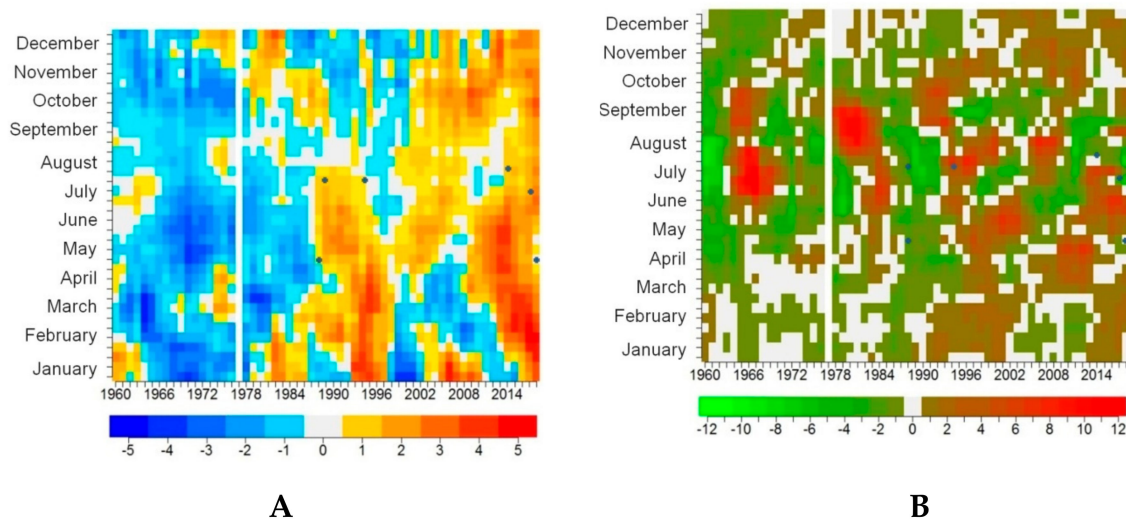 December
November
October
September
August
July
June
May
April
March
February
January
1960 1966 1972 1978 1984 1990 1996 2002 2008 2014
-5 -4 -3 -2 -1 0 1 2 3 4 5
A
December
November
October
September
August
July
June
May
April
March
February
January
1960 1966 1972 1978 1984 1990 1996 2002 2008 2014
-12 -10 -8 -6 -4 -2 0 2 4 6 8 10 12
B